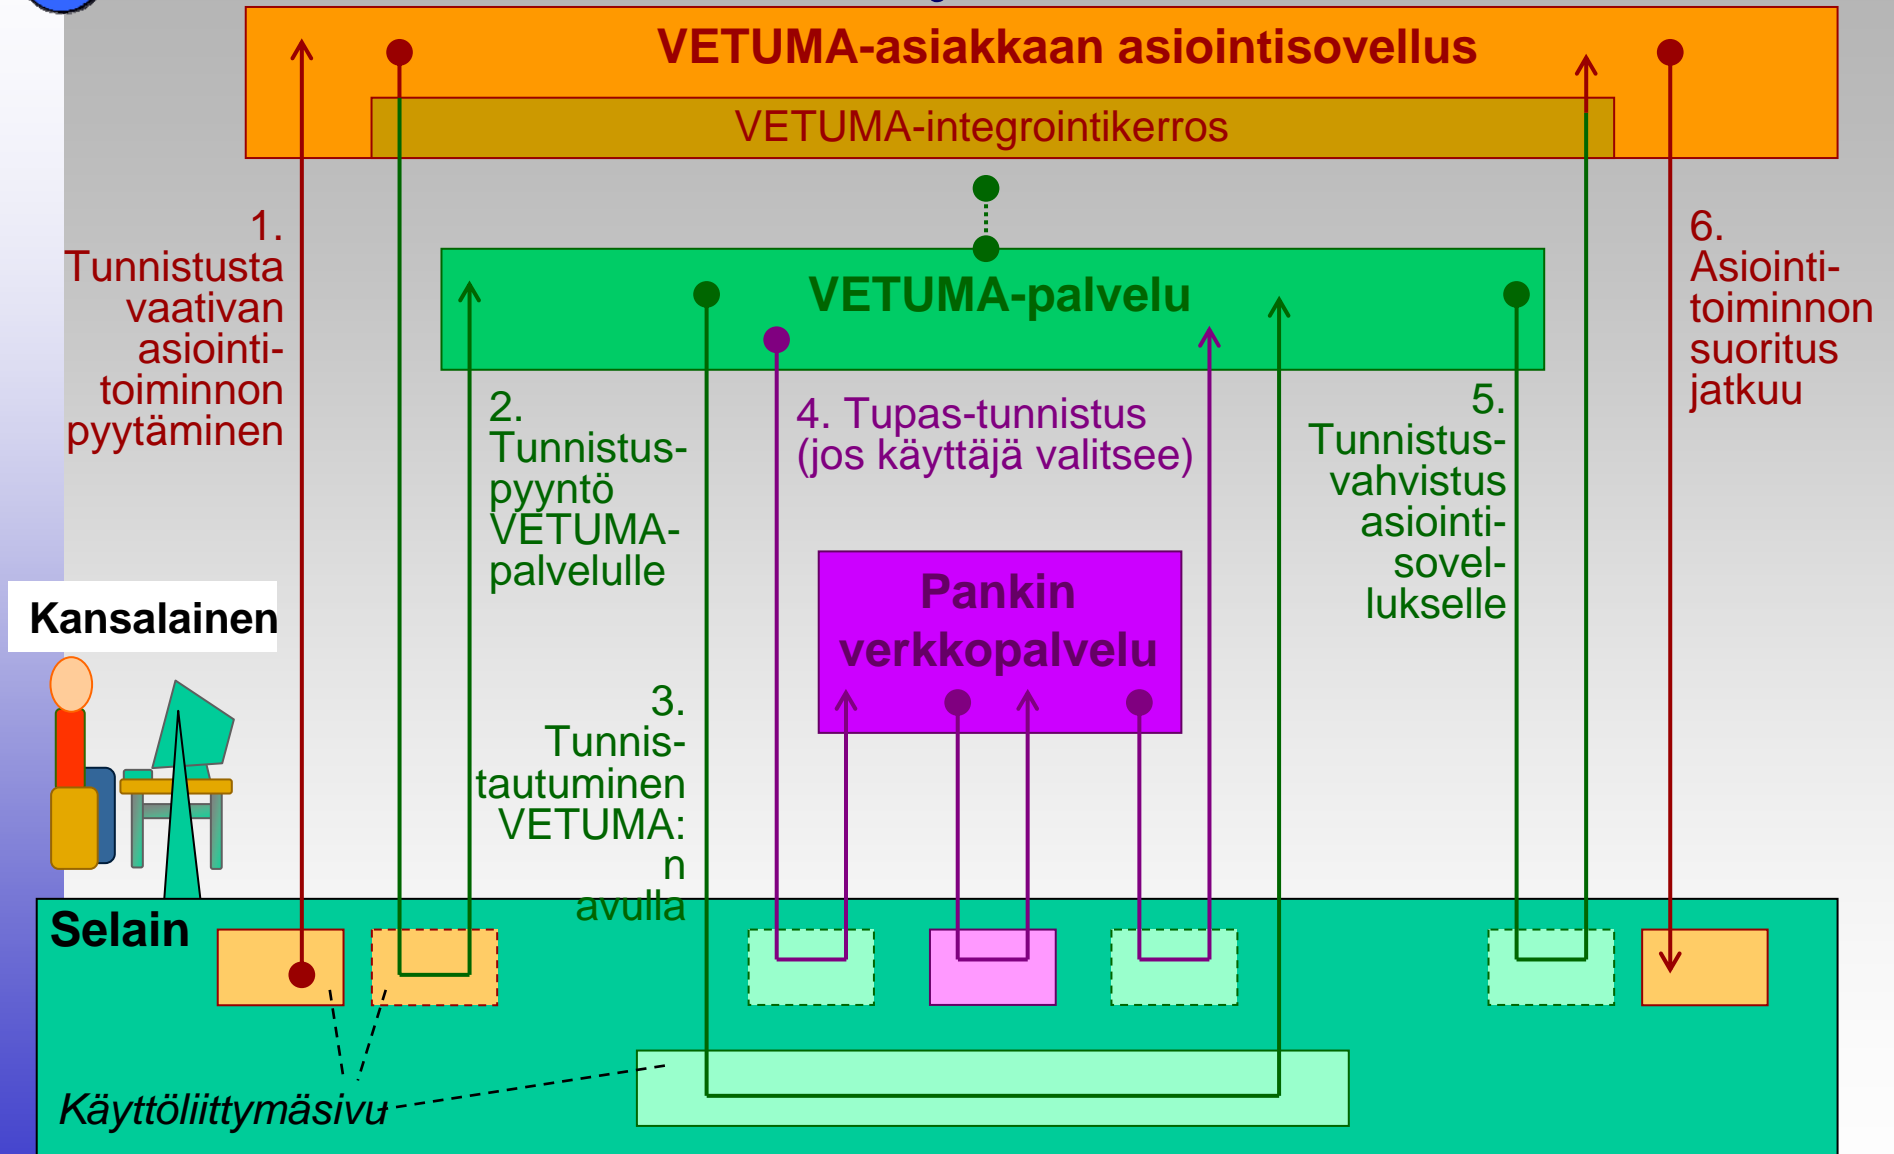 VETUMA-asiakkaan asiointisovellus
VETUMA-integrointikerros
1.
Tunnistusta
vaativan
asiointi-
toiminnon
pyytäminen
VETUMA-palvelu
6.
Asiointi-
toiminnon
suoritus
jatkuu
2.
Tunnistus-
pyyntö
VETUMA-
palvelulle
4. Tupas-tunnistus
(jos käyttäjä valitsee)
5.
Tunnistus-
vahvistus
asiointi-
sovel-
lukselle
Pankin
verkkopalvelu
Kansalainen
3.
Tunnis-
tautuminen
VETUMA:
n
avulla
Selain
Käyttöliittymäsivu